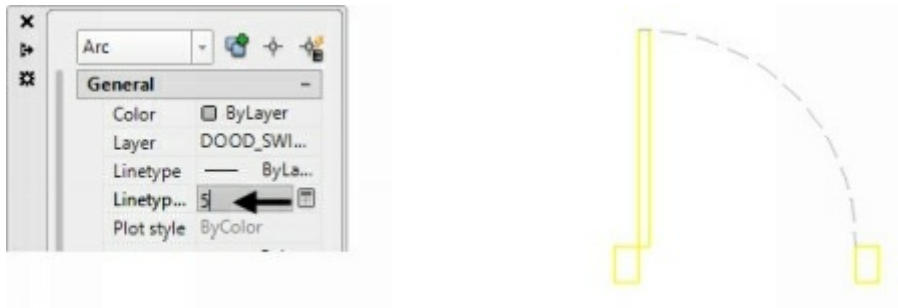 Arc
General
Color ByLayer
Layer DOOD_SWI...
Linetype ByLa...
Linetyp... 5
Plot style ByColor